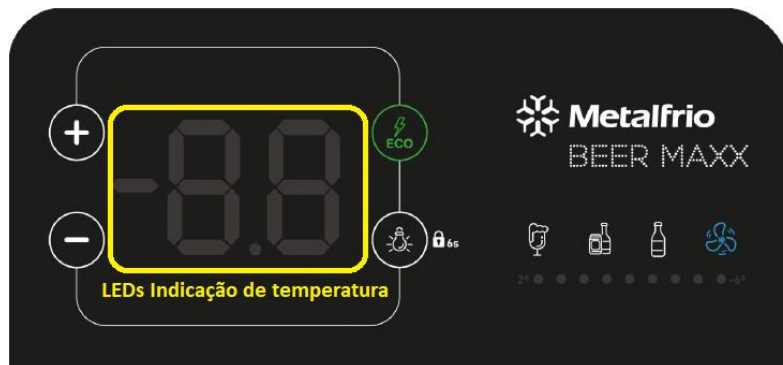 +
-8.8
ECO
−
6s
LEDs Indicação de temperatura
Metalfrio
BEER MAXX
2° -6°